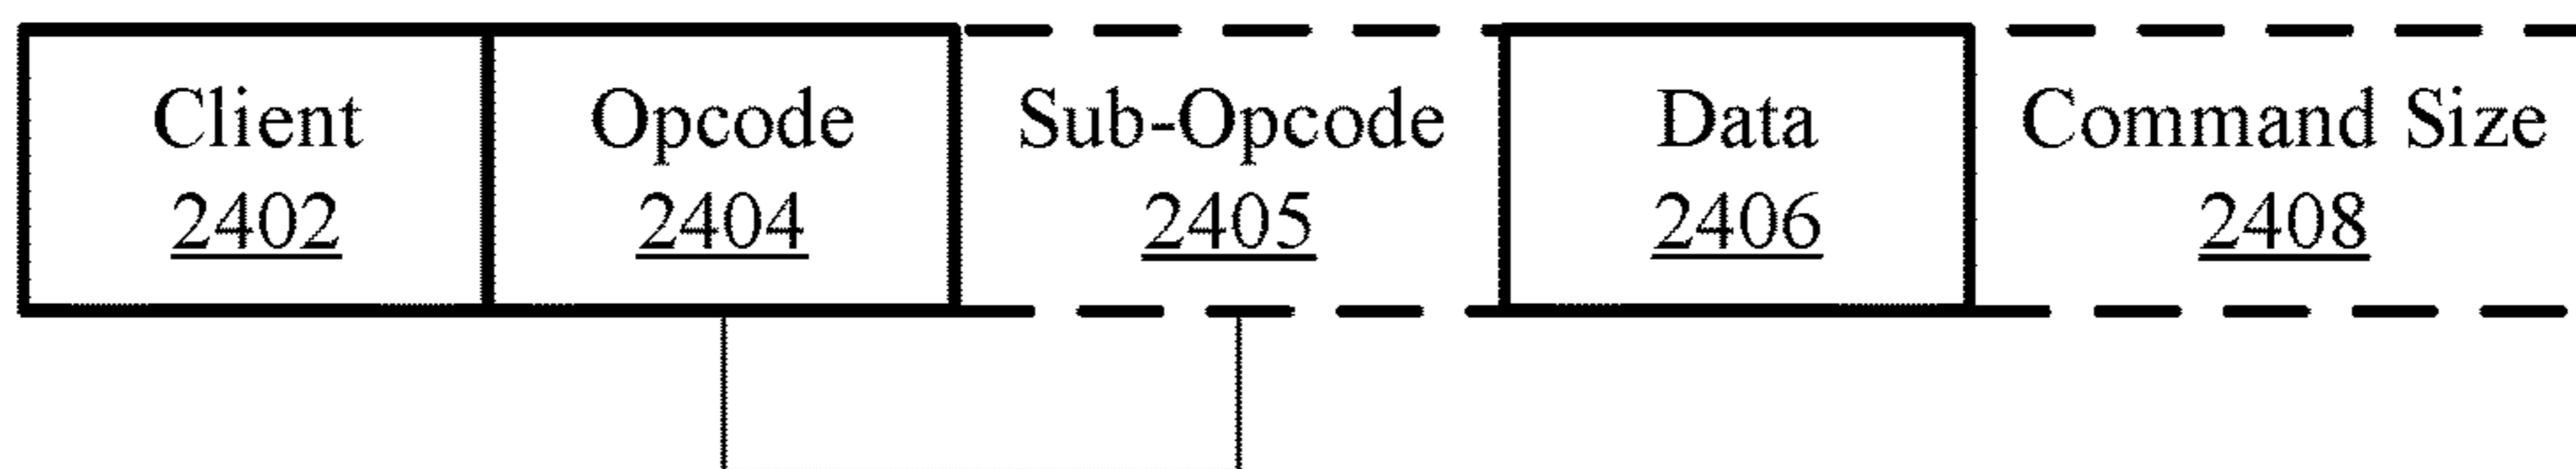 Client Opcode Sub-Opcode Data Command Size
2402 2404 2405 2406 2408